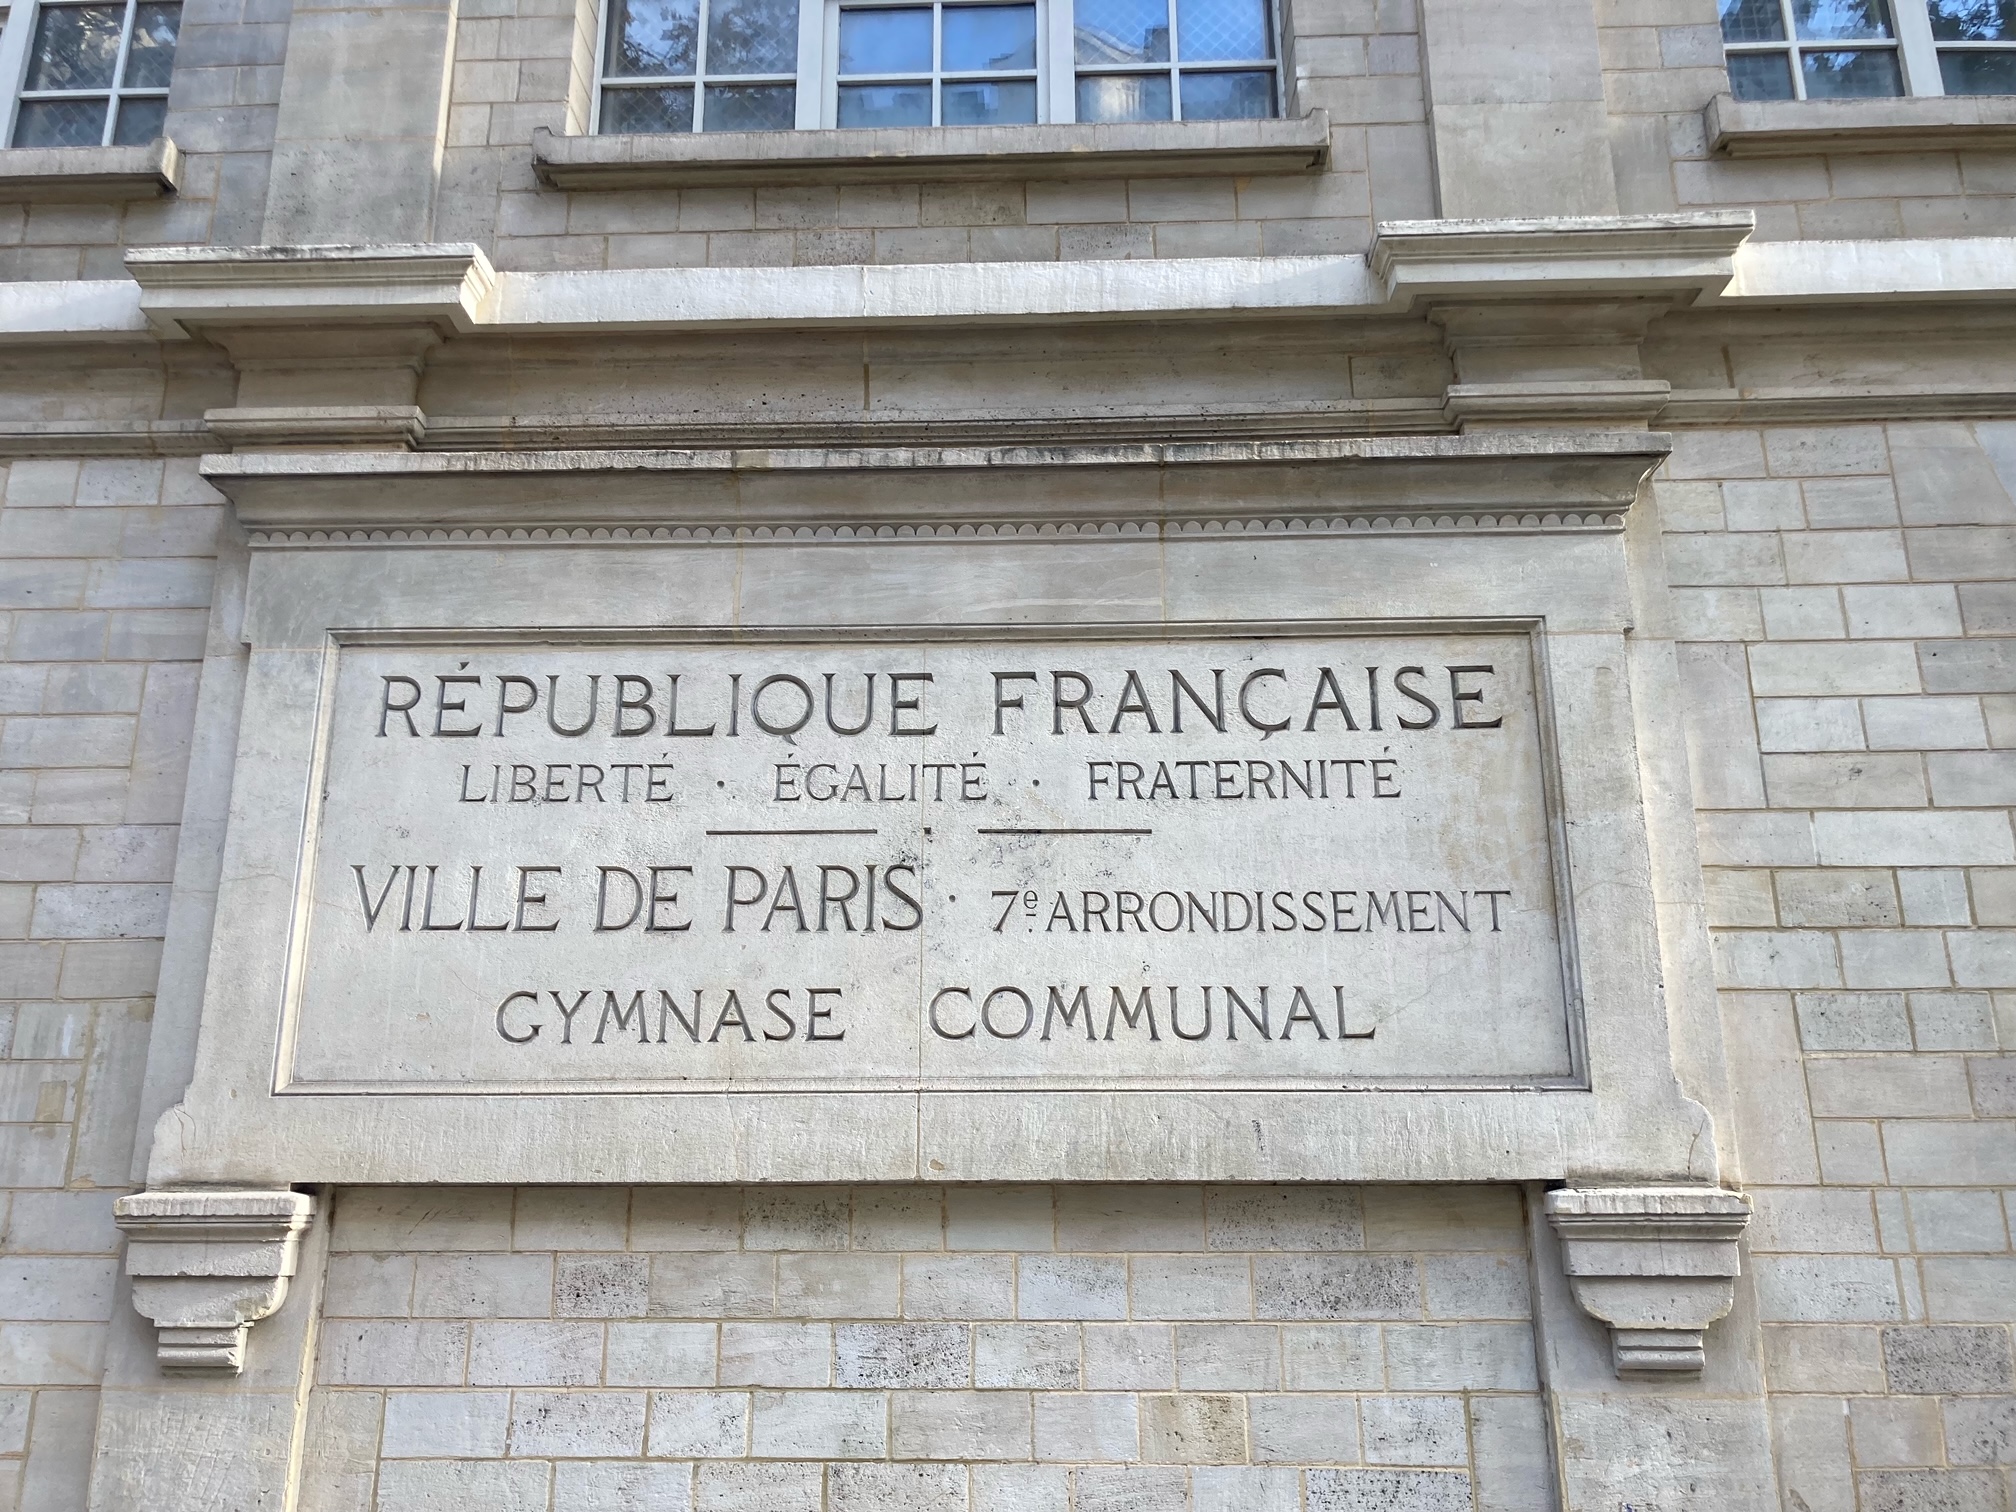 RÉPUBLIQUE FRANÇAISE
LIBERTÉ · ÉGALITÉ · FRATERNITÉ
VILLE DE PARIS · 7e ARRONDISSEMENT
GYMNASE COMMUNAL